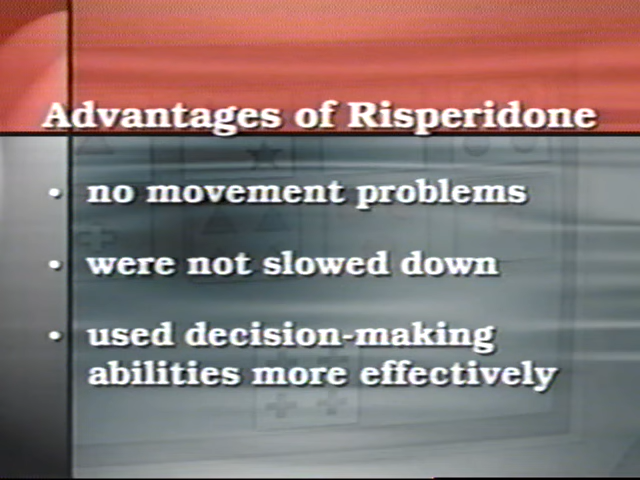 Advantages of Risperidone
• no movement problems
• were not slowed down
• used decision-making
abilities more effectively